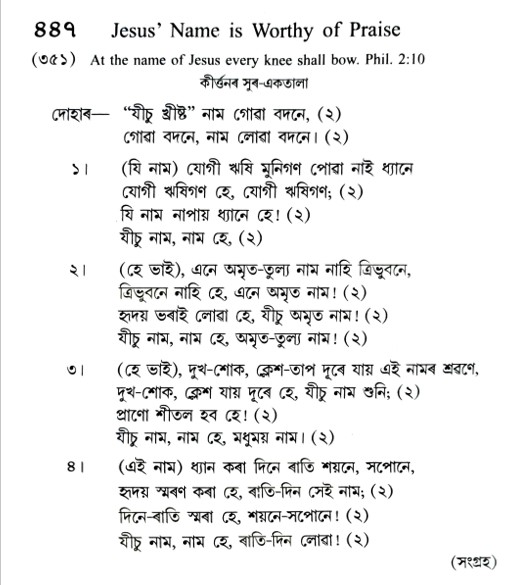 ৪৪৭ Jesus' Name is Worthy of Praise
(৩৫১) At the name of Jesus every knee shall bow. Phil. 2:10
কীৰ্ত্তনৰ সুৰ-একতালা
দোহাৰ— “যীচু খ্ৰীষ্ট” নাম গোৱা বদনে, (২)
গোৱা বদনে, নাম লোৱা বদনে। (২)
১। (যি নাম) যোগী ঋষি মুনিগণ পোৱা নাই ধ্যানে
যোগী ঋষিগণ হে, যোগী ঋষিগণ; (২)
যি নাম নাপায় ধ্যানে হে! (২)
যীচু নাম, নাম হে, (২)
২। (হে ভাই), এনে অমৃত-তুল্য নাম নাহি ত্ৰিভুবনে,
ত্ৰিভুবনে নাহি হে, এনে অমৃত নাম! (২)
হৃদয় ভৰাই লোৱা হে, যীচু অমৃত নাম! (২)
যীচু নাম, নাম হে, অমৃত-তুল্য নাম! (২)
৩। (হে ভাই), দুখ-শোক, ক্লেশ-তাপ দূৰে যায় এই নামৰ শ্ৰৱণে,
দুখ-শোক, ক্লেশ যায় দূৰে হে, যীচু নাম শুনি; (২)
প্ৰাণো শীতল হব হে! (২)
যীচু নাম, নাম হে, মধুময় নাম। (২)
৪। (এই নাম) ধ্যান কৰা দিনে ৰাতি শয়নে, সপোনে,
হৃদয় স্মৰণ কৰা হে, ৰাতি-দিন সেই নাম; (২)
দিনে-ৰাতি স্মৰা হে, শয়নে-সপোনে! (২)
যীচু নাম, নাম হে, ৰাতি-দিন লোৱা! (২)
(সংগ্ৰহ)